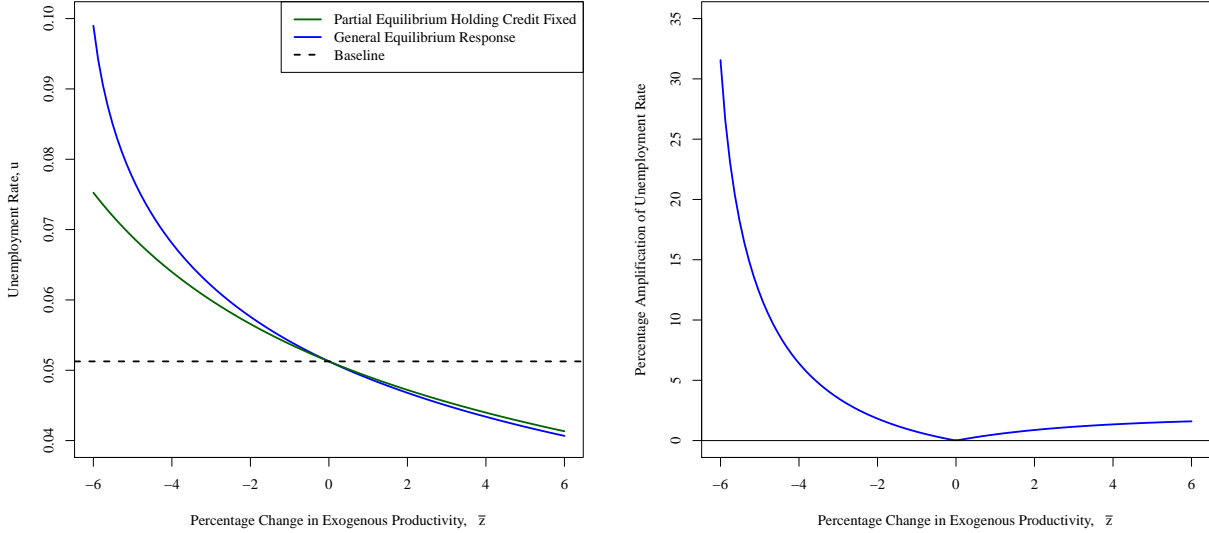 Partial Equilibrium Holding Credit Fixed
General Equilibrium Response
Baseline
Unemployment Rate, u
0.10
0.09
0.08
0.07
0.06
0.05
0.04
−6 −4 −2 0 2 4 6
Percentage Change in Exogenous Productivity, z̅
Percentage Amplification of Unemployment Rate
35
30
25
20
15
10
5
0
−6 −4 −2 0 2 4 6
Percentage Change in Exogenous Productivity, z̅